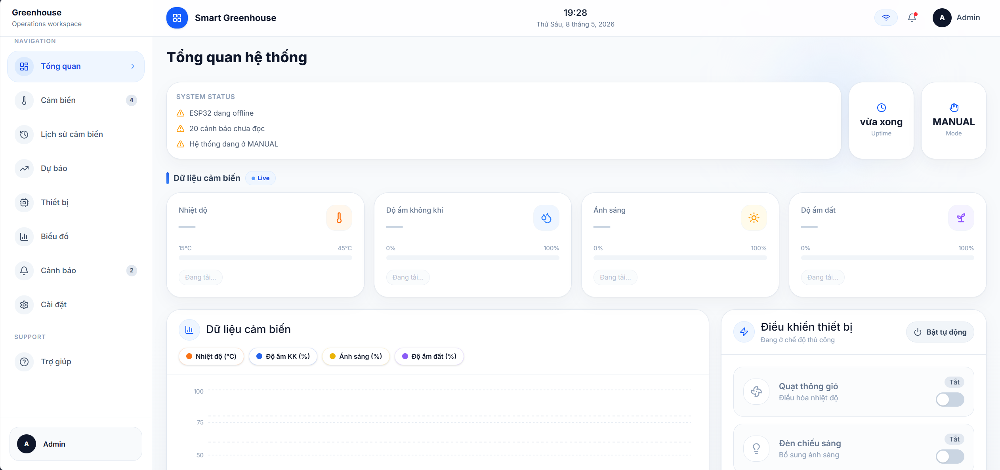 Greenhouse
Operations workspace
Smart Greenhouse
19:28
Thứ Sáu, 8 tháng 5, 2026
A
Admin
NAVIGATION
Tổng quan
Cảm biến
4
Lịch sử cảm biến
Dự báo
Thiết bị
Biểu đồ
Cảnh báo
2
Cài đặt
SUPPORT
Trợ giúp
A
Admin
Tổng quan hệ thống
SYSTEM STATUS
ESP32 đang offline
20 cảnh báo chưa đọc
Hệ thống đang ở MANUAL
vừa xong
Uptime
MANUAL
Mode
Dữ liệu cảm biến
Live
Nhiệt độ
15°C
45°C
Đang tải...
Độ ẩm không khí
0%
100%
Đang tải...
Ánh sáng
0%
100%
Đang tải...
Độ ẩm đất
0%
100%
Đang tải...
Dữ liệu cảm biến
Nhiệt độ (°C)
Độ ẩm KK (%)
Ánh sáng (%)
Độ ẩm đất (%)
100
75
50
Điều khiển thiết bị
Đang ở chế độ thủ công
Bật tự động
Quạt thông gió
Điều hòa nhiệt độ
Tắt
Đèn chiếu sáng
Bổ sung ánh sáng
Tắt